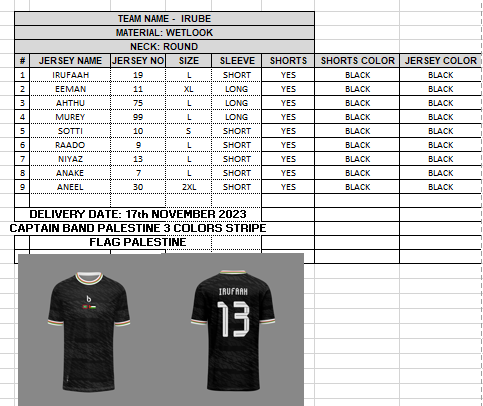 TEAM NAME - IRUBE
MATERIAL: WETLOOK
NECK: ROUND
# JERSEY NAME JERSEY NO SIZE SLEEVE SHORTS SHORTS COLOR JERSEY COLOR
1 IRUFAAH 19 L SHORT YES BLACK BLACK
2 EEMAN 11 XL LONG YES BLACK BLACK
3 AHTHU 75 L LONG YES BLACK BLACK
4 MUREY 99 L LONG YES BLACK BLACK
5 SOTTI 10 S SHORT YES BLACK BLACK
6 RAADO 9 L SHORT YES BLACK BLACK
7 NIYAZ 13 L SHORT YES BLACK BLACK
8 ANAKE 7 L SHORT YES BLACK BLACK
9 ANEEL 30 2XL SHORT YES BLACK BLACK
DELIVERY DATE: 17th NOVEMBER 2023
CAPTAIN BAND PALESTINE 3 COLORS STRIPE
FLAG PALESTINE
b
IRUFAAH
13